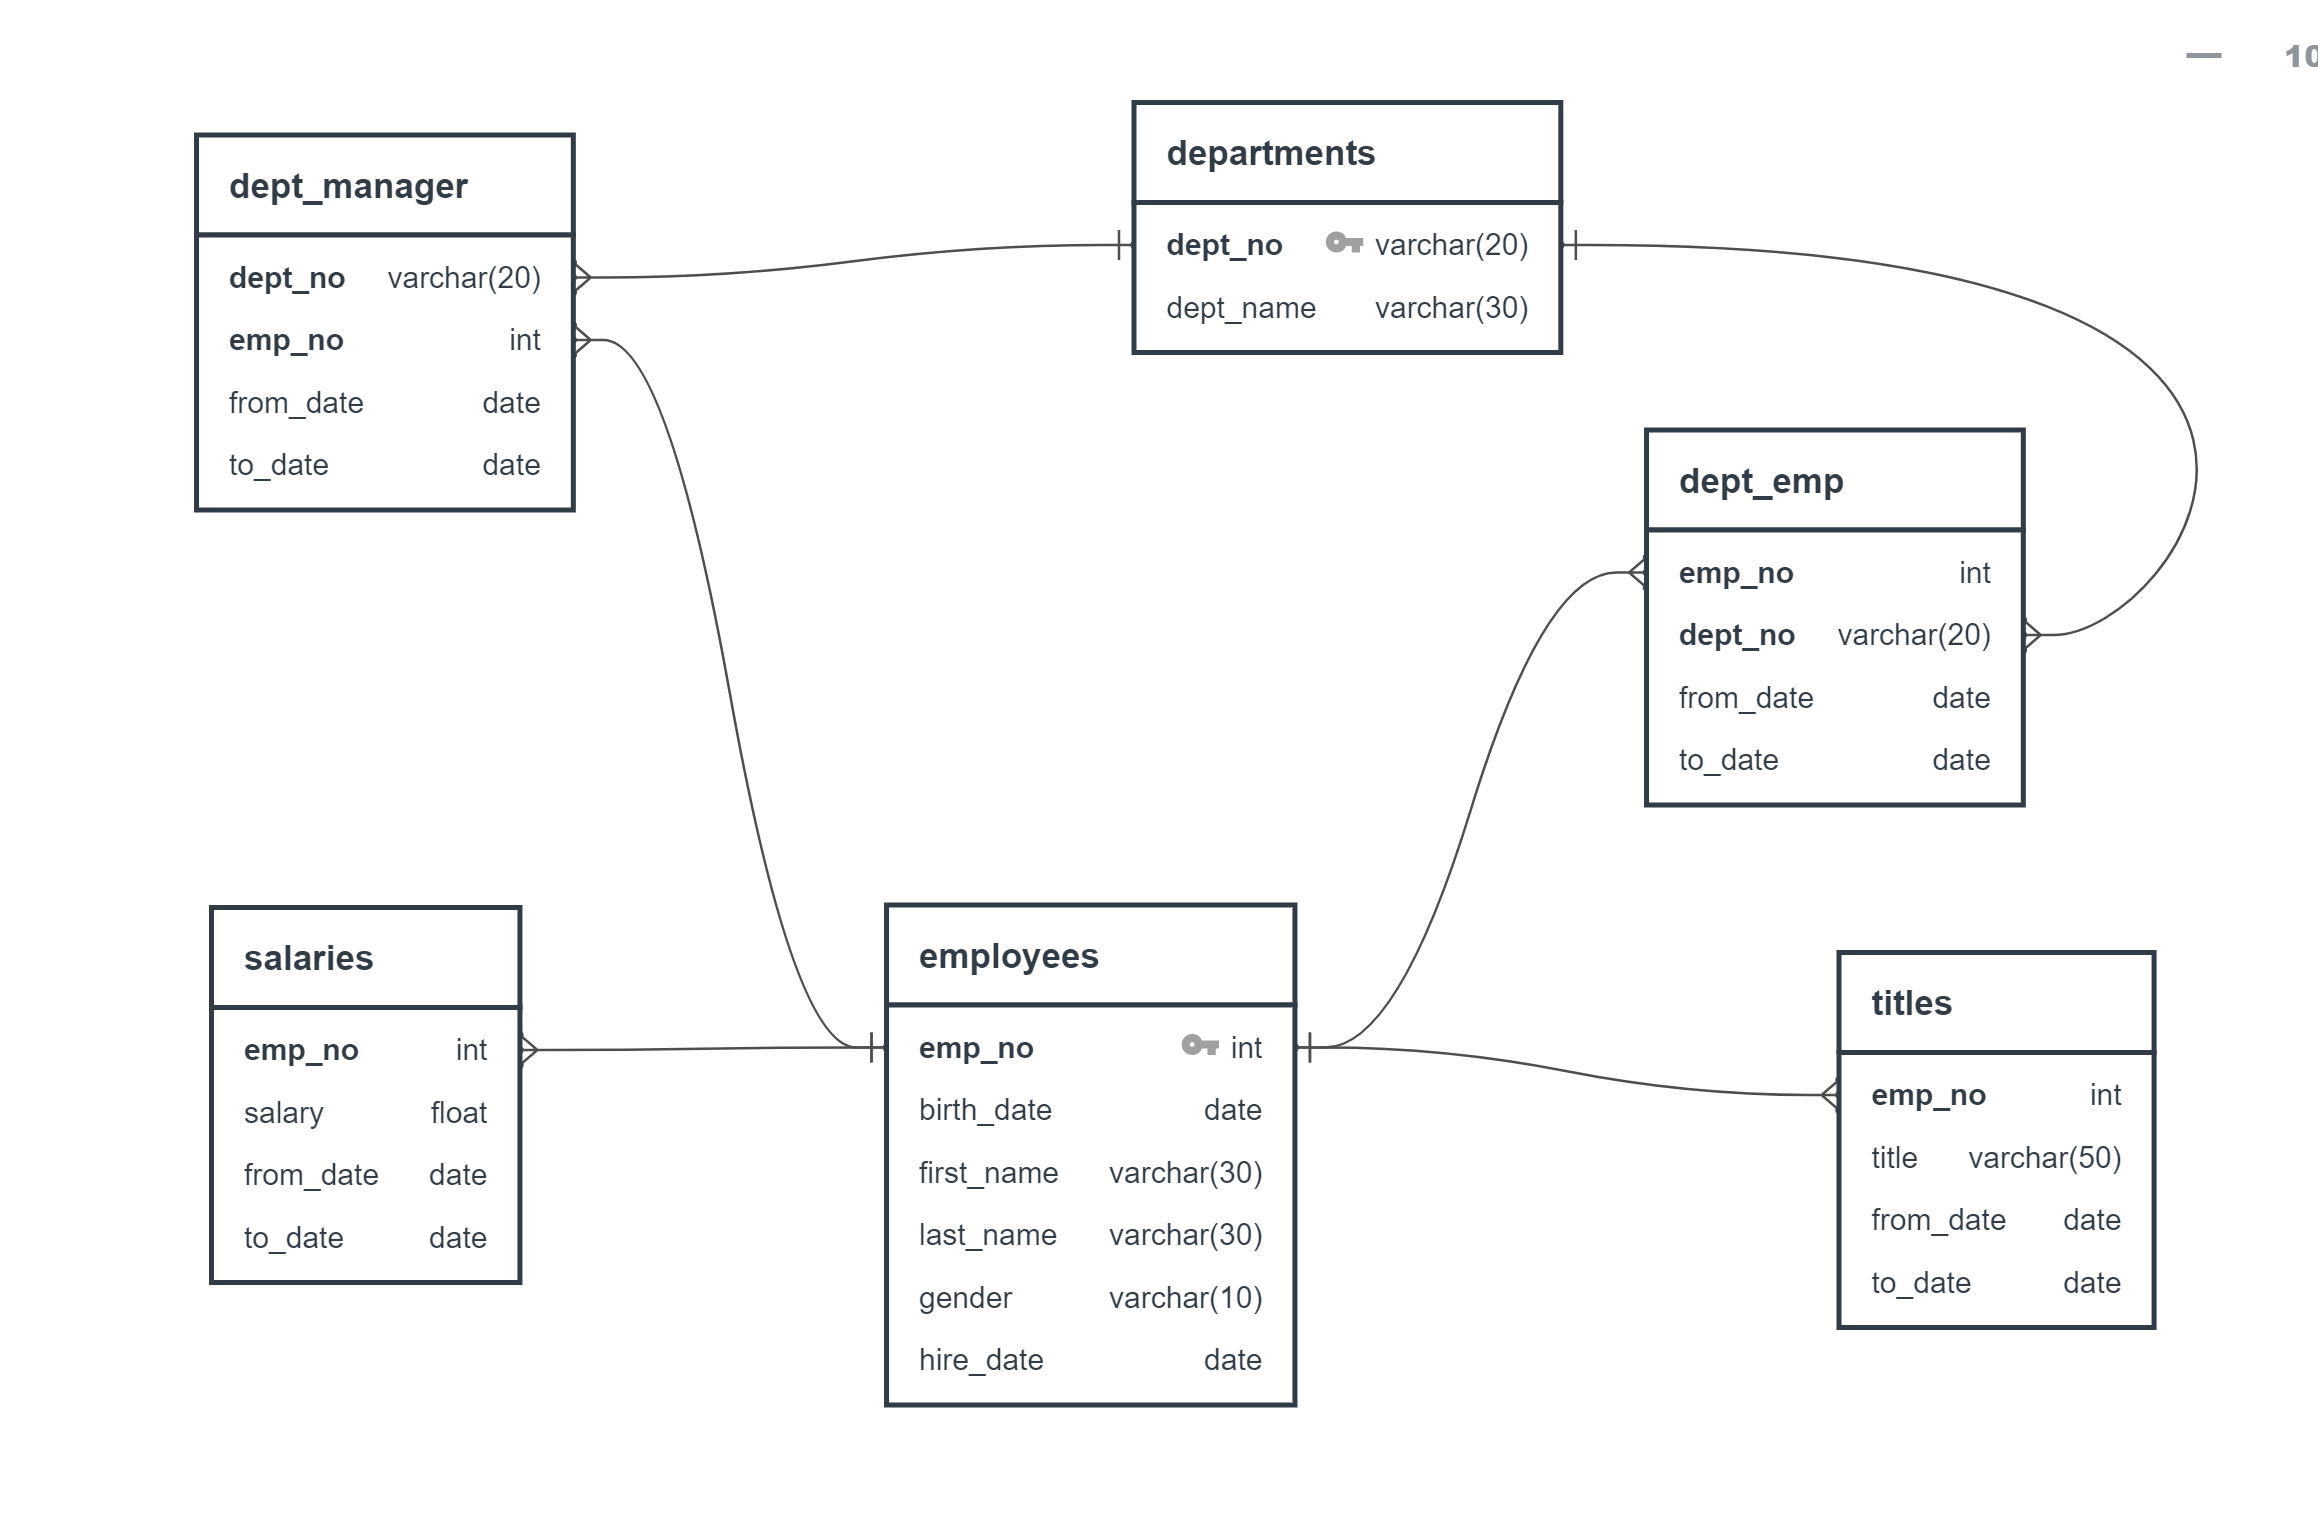 10
departments
dept_no varchar(20)
dept_name varchar(30)
dept_manager
dept_no varchar(20)
emp_no int
from_date date
to_date date
dept_emp
emp_no int
dept_no varchar(20)
from_date date
to_date date
salaries
emp_no int
salary float
from_date date
to_date date
employees
emp_no int
birth_date date
first_name varchar(30)
last_name varchar(30)
gender varchar(10)
hire_date date
titles
emp_no int
title varchar(50)
from_date date
to_date date